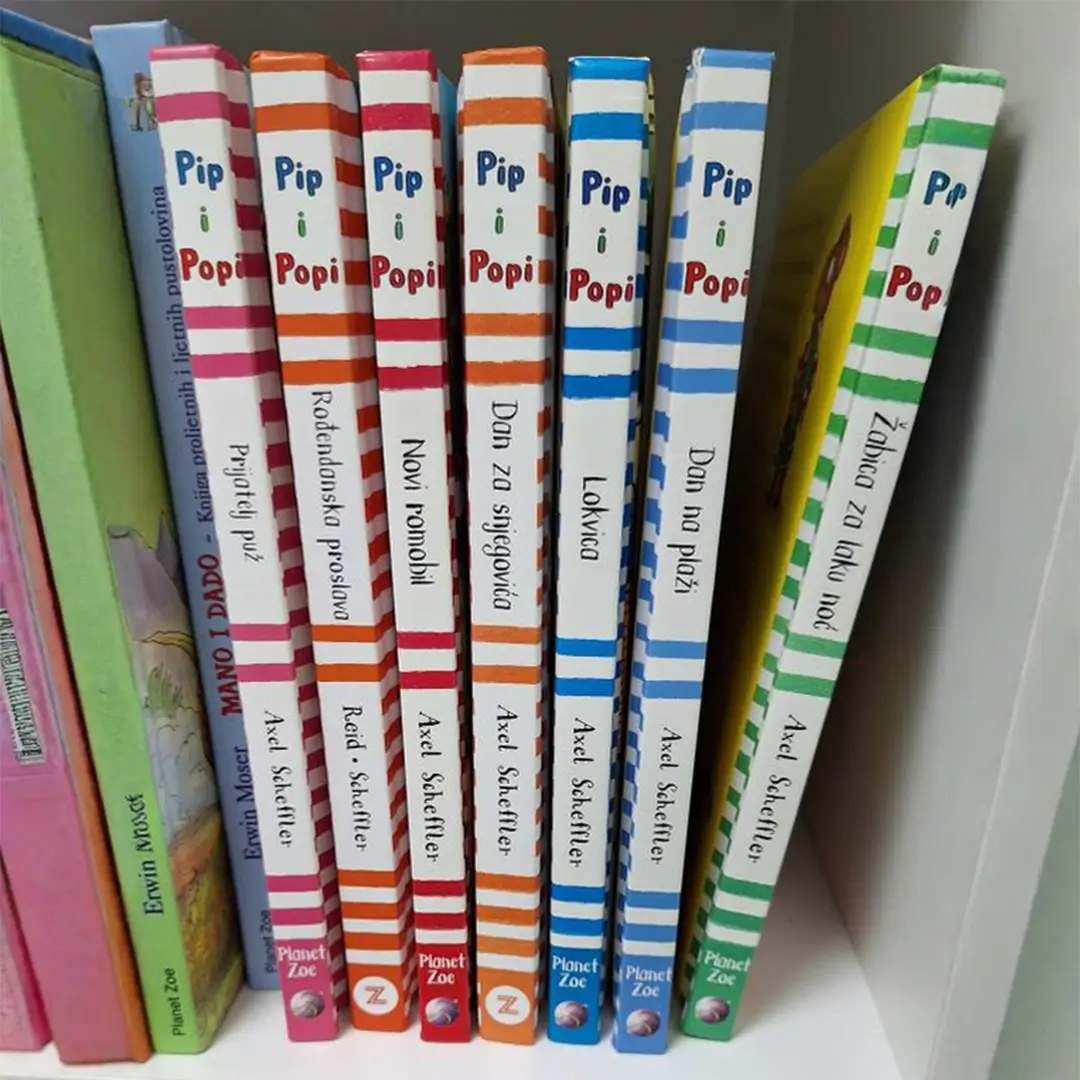 Erwin Moser
Planet Zoe
MANO I DADO - Knjiga proljetnih i ljetnih pustolovina
Erwin Moser
Planet Zoe
Pip
i
Popi
Prijatelj puž
Axel Scheffler
Planet
Zoe
Pip
i
Popi
Rođendanska proslava
Reid • Scheffler
Z
Pip
i
Popi
Novi romobil
Axel Scheffler
Planet
Zoe
Pip
i
Popi
Dan za snjegovića
Axel Scheffler
Z
Pip
i
Popi
Lokvica
Axel Scheffler
Planet
Zoe
Pip
i
Popi
Dan na plaži
Axel Scheffler
Planet
Zoe
Pip
i
Pop
Žabica za laku noć
Axel Scheffler
Planet
Zoe